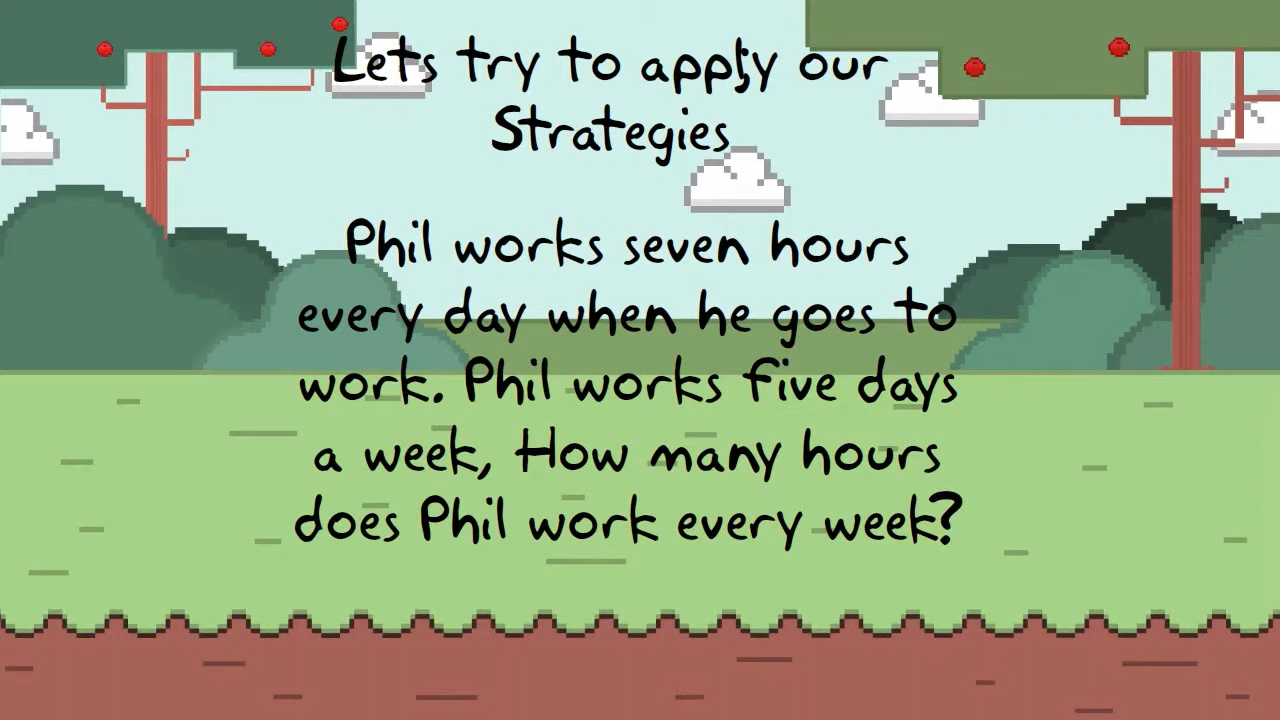 Lets try to apply our
Strategies
Phil works seven hours
every day when he goes to
work. Phil works five days
a week, How many hours
does Phil work every week?